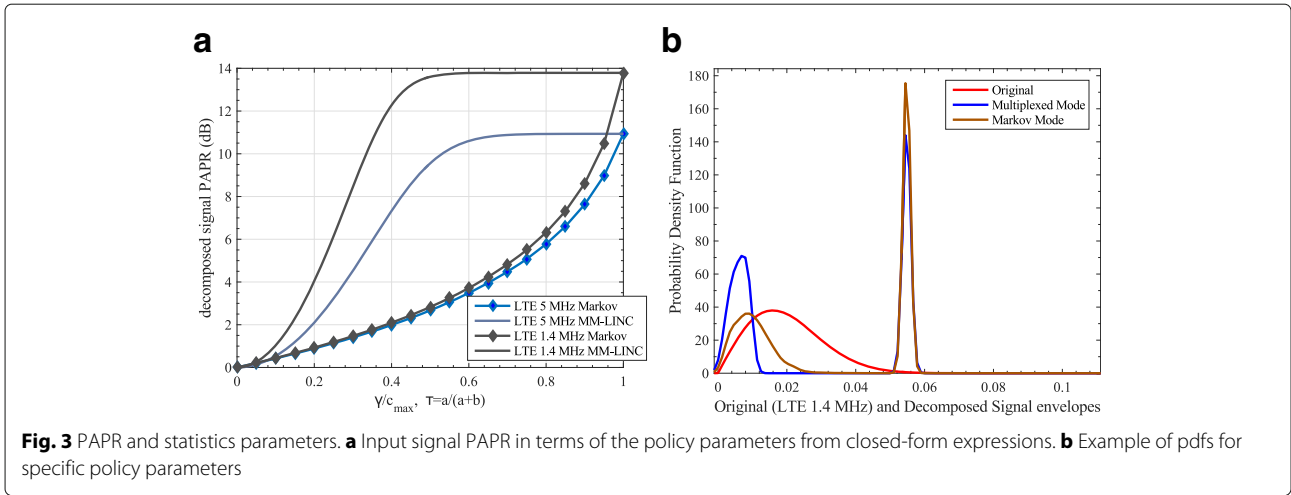 a
14
12
10
8
6
4
2
0
decomposed signal PAPR (dB)
0 0.2 0.4 0.6 0.8 1
γ/c_max, τ=a/(a+b)
LTE 5 MHz Markov
LTE 5 MHz MM-LINC
LTE 1.4 MHz Markov
LTE 1.4 MHz MM-LINC
b
180
160
140
120
100
80
60
40
20
0
Probability Density Function
0 0.02 0.04 0.06 0.08 0.1
Original (LTE 1.4 MHz) and Decomposed Signal envelopes
Original
Multiplexed Mode
Markov Mode
Fig. 3 PAPR and statistics parameters. a Input signal PAPR in terms of the policy parameters from closed-form expressions. b Example of pdfs for
specific policy parameters